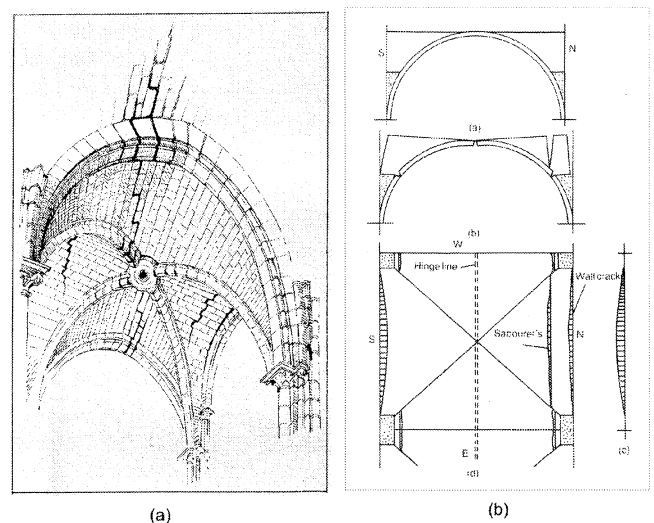 S
N
(a)
(b)
W
Hinge line
Wall crack
Sabouret's
S
N
E
(d)
(c)
(a)
(b)